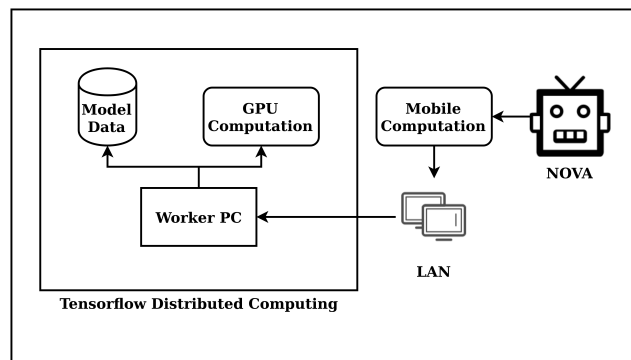 Model
Data
GPU
Computation
Mobile
Computation
NOVA
Worker PC
LAN
Tensorflow Distributed Computing